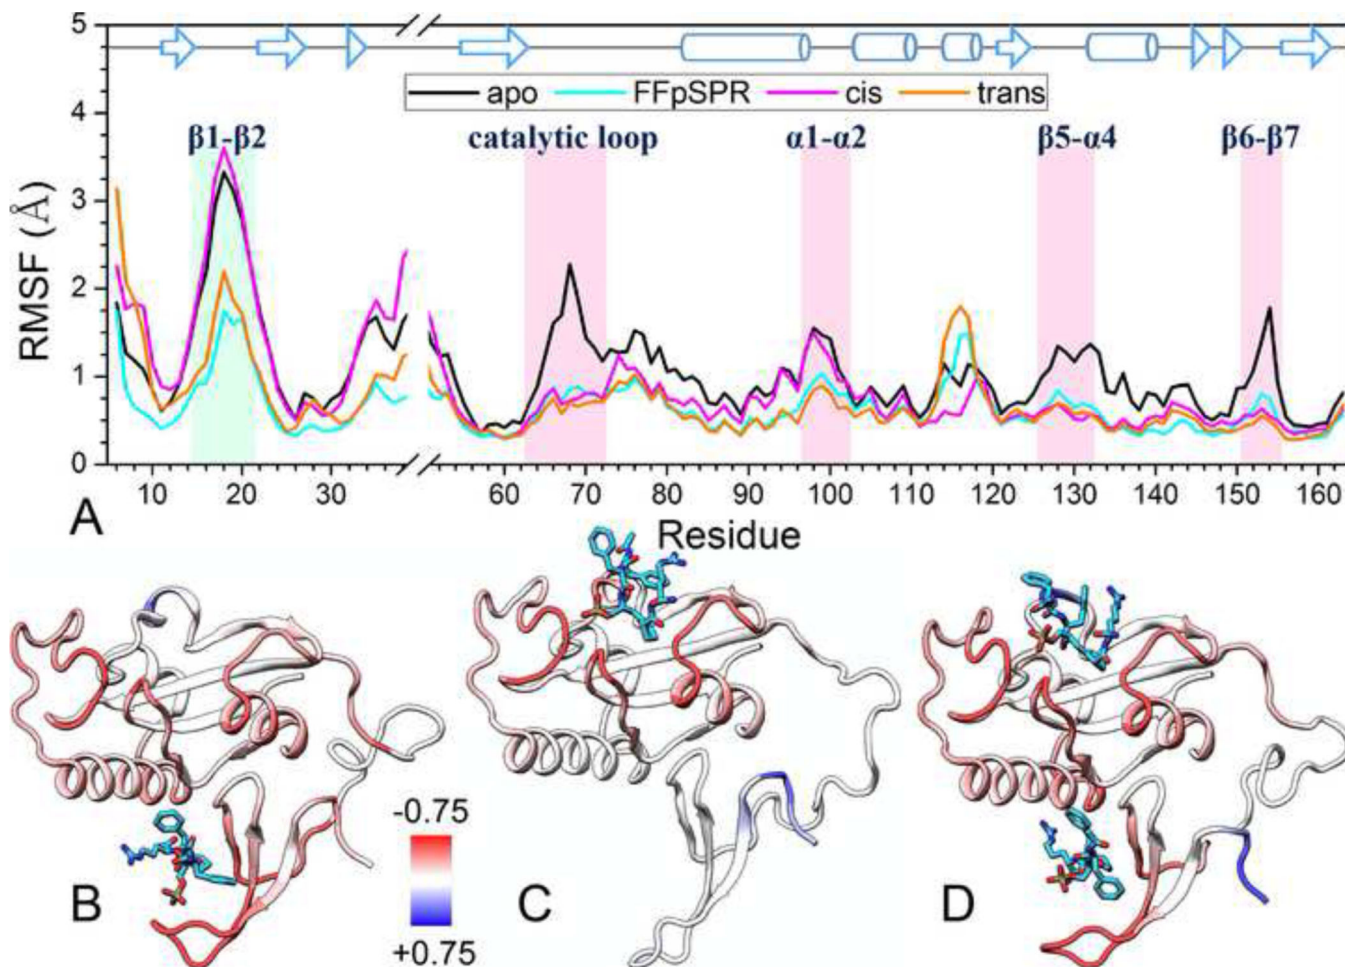 5
apo FFpSPR cis trans
4
β1-β2 catalytic loop α1-α2 β5-α4 β6-β7
3
RMSF (Å)
2
1
0
10 20 30 60 70 80 90 100 110 120 130 140 150 160
A
Residue
-0.75
B C D
+0.75